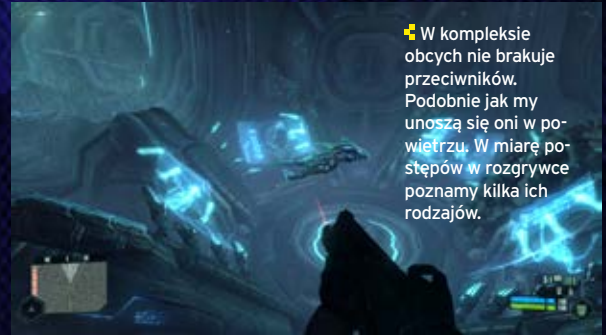 W kompleksie
obcych nie brakuje
przeciwników.
Podobnie jak my
unoszą się oni w po-
wietrzu. W miarę po-
stępów w rozgrywce
poznamy kilka ich
rodzajów.